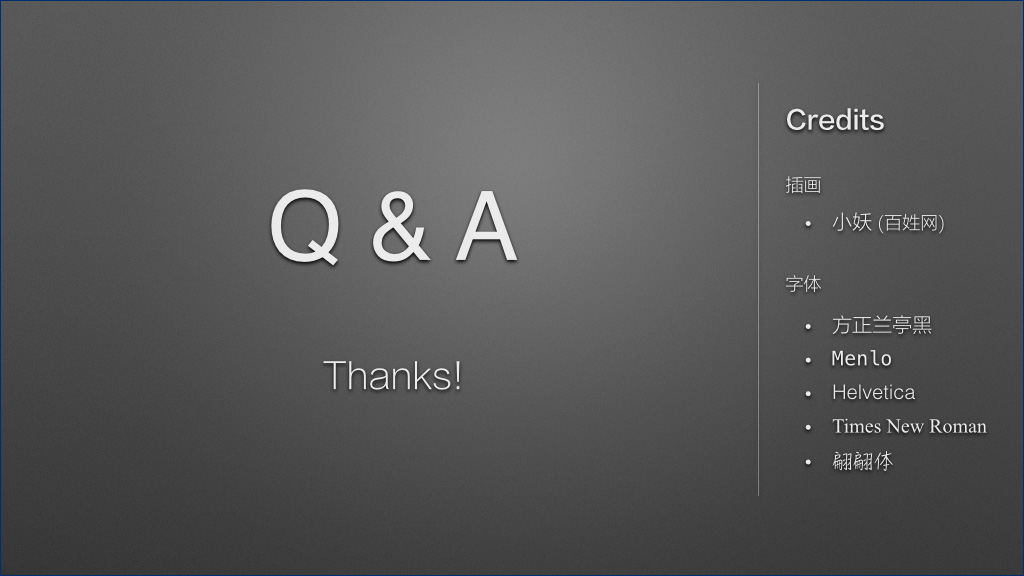 Q & A
Thanks!
Credits
插画
• 小妖 (百姓网)
字体
• 方正兰亭黑
• Menlo
• Helvetica
• Times New Roman
• 翩翩体